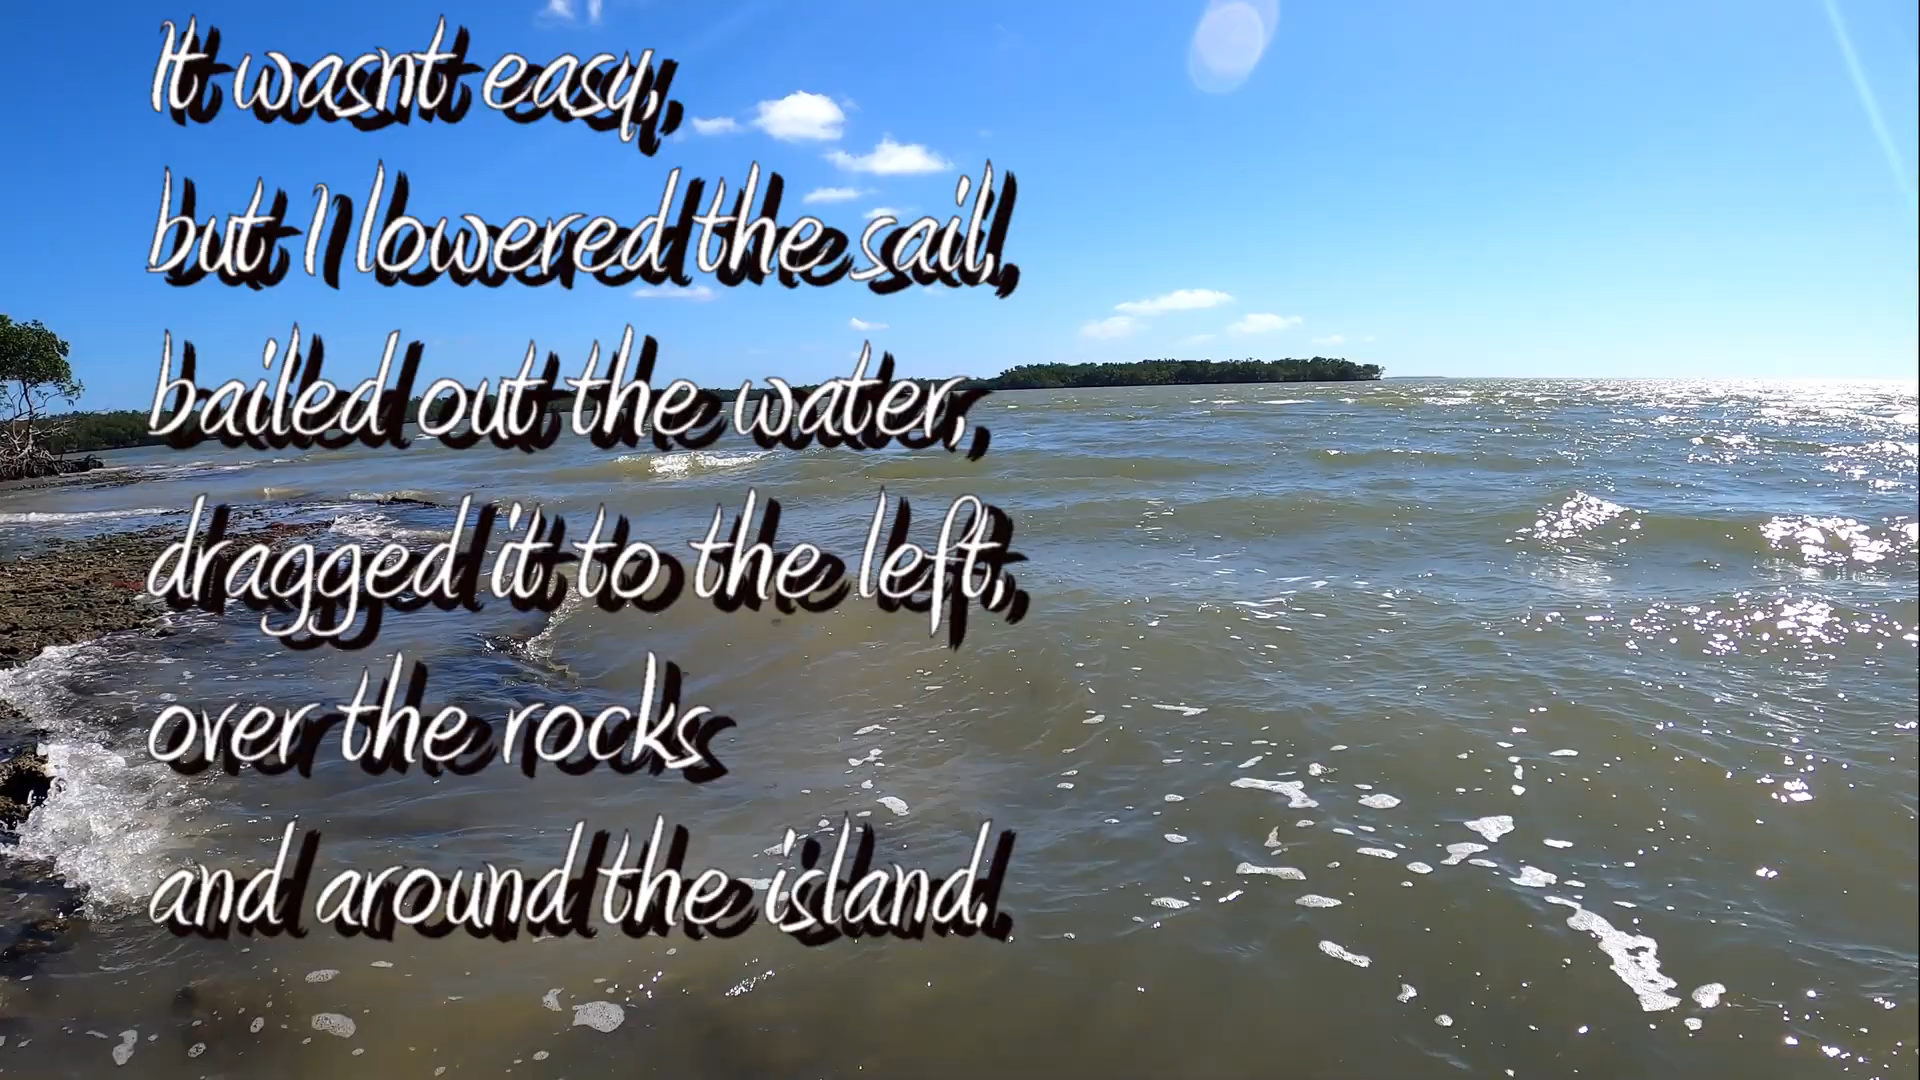 It wasnt easy,
but I lowered the sail,
bailed out the water,
dragged it to the left,
over the rocks
and around the island.